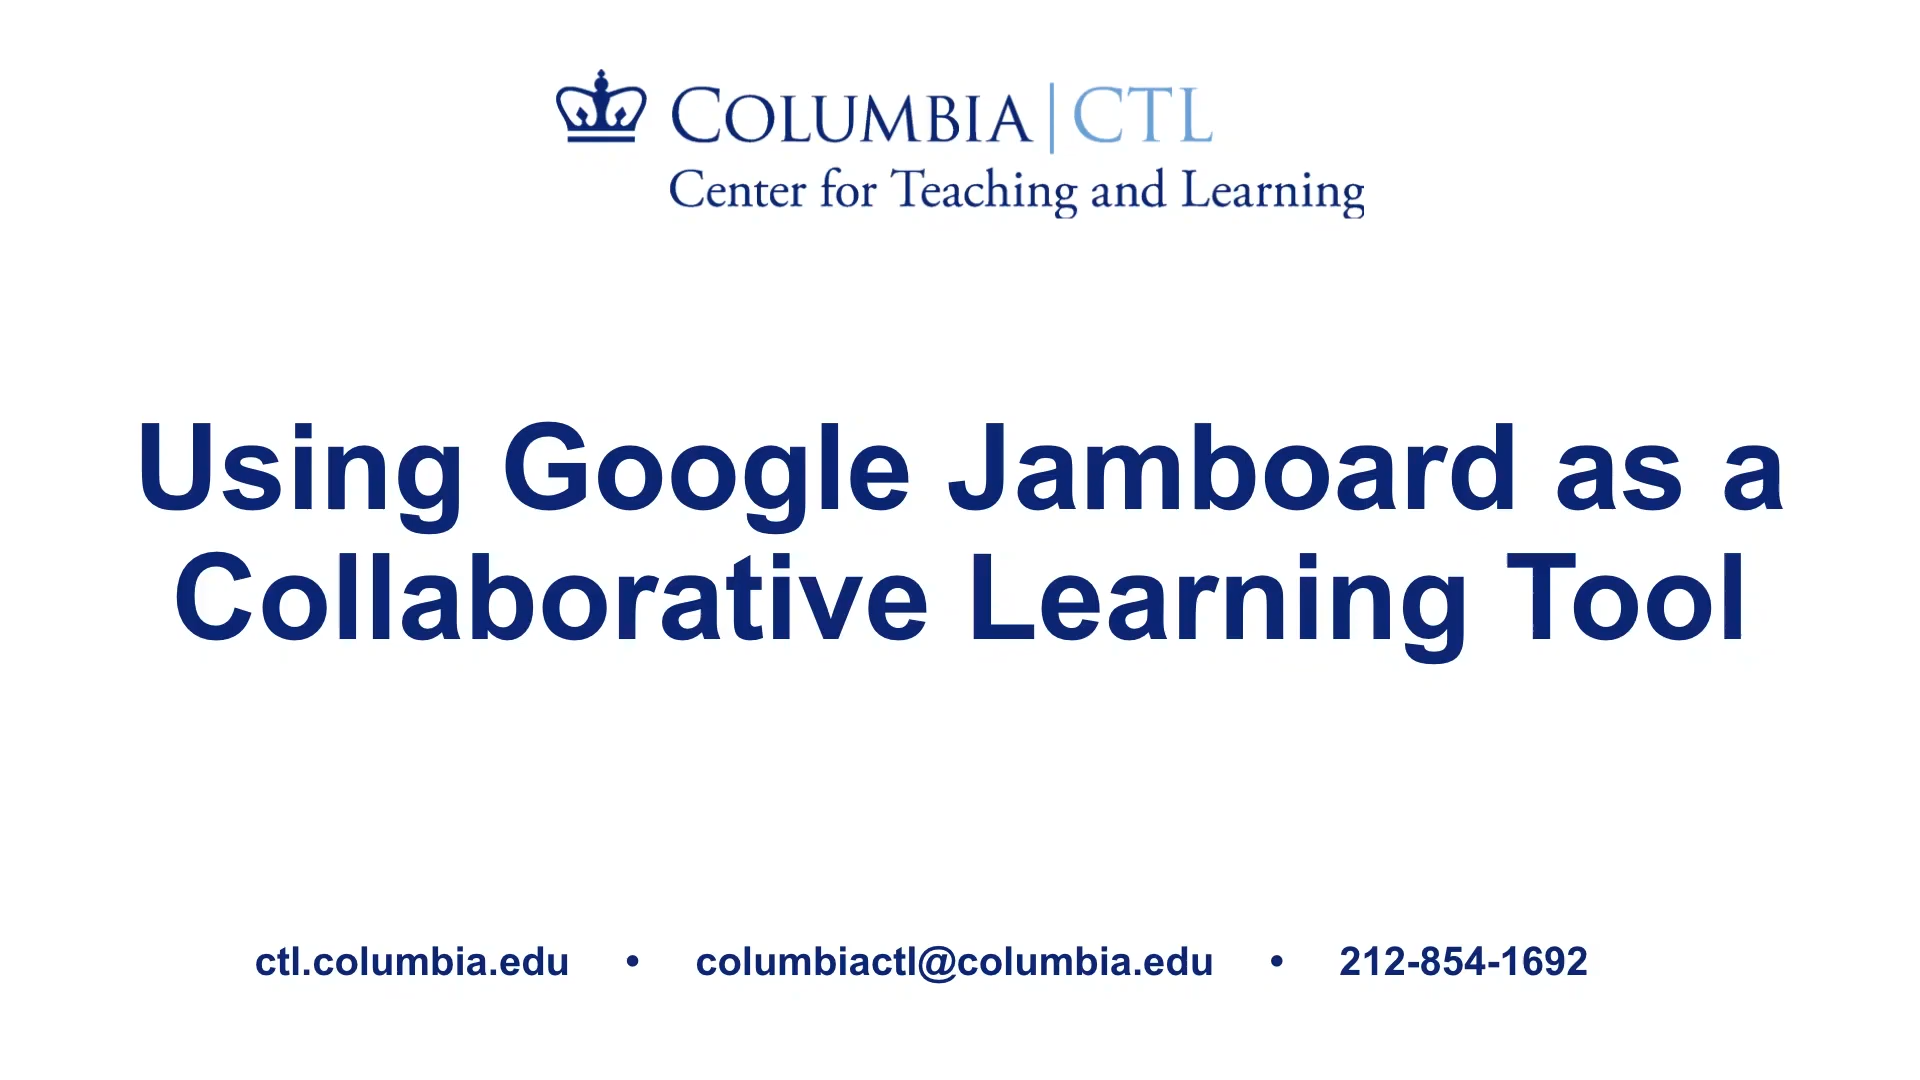 COLUMBIA | CTL
Center for Teaching and Learning
Using Google Jamboard as a
Collaborative Learning Tool
ctl.columbia.edu • columbiactl@columbia.edu • 212-854-1692